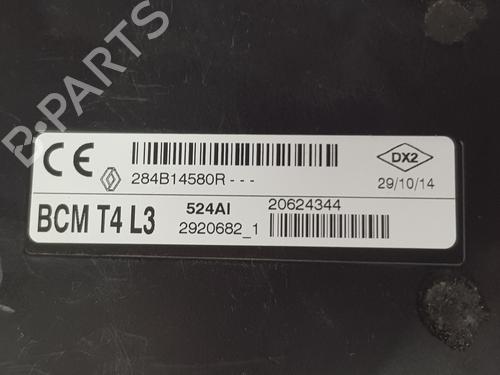 B-PARTS
CE
284B14580R - - -
DX2
29/10/14
BCM T4 L3
524AI
20624344
2920682_1